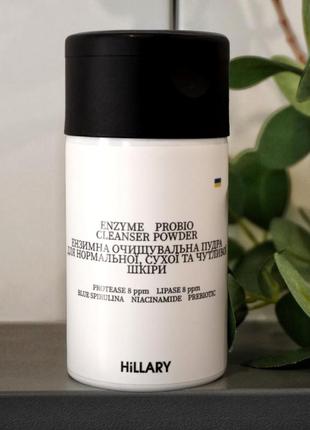 ENZYME PROBIO
CLEANSER POWDER
ЕНЗИМНА ОЧИЩУВАЛЬНА ПУДРА
ДЛЯ НОРМАЛЬНОЇ, СУХОЇ ТА ЧУТЛИВОЇ
ШКІРИ
PROTEASE 8 ppm LIPASE 8 ppm
BLUE SPIRULINA NIACINAMIDE PREBIOTIC
HiLLARY